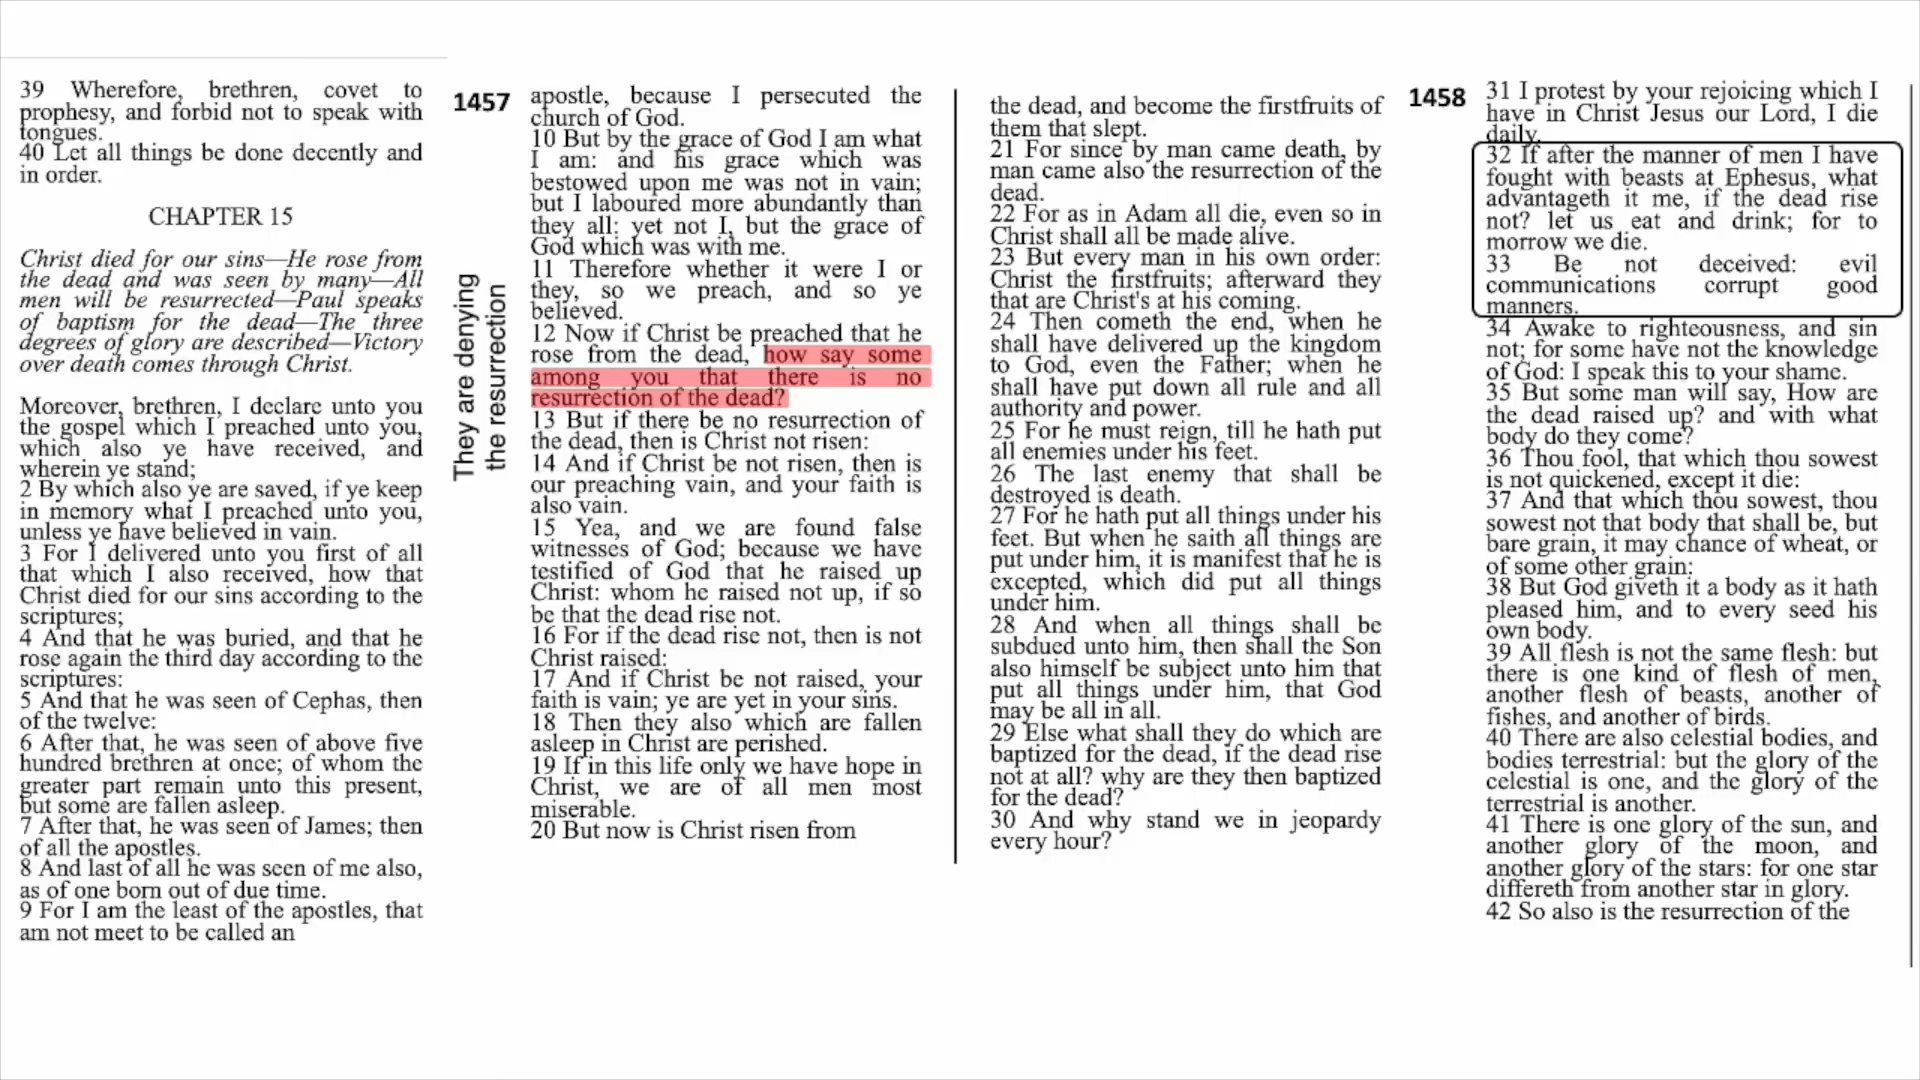 39 Wherefore, brethren, covet to
prophesy, and forbid not to speak with
tongues.
40 Let all things be done decently and
in order.
CHAPTER 15
Christ died for our sins—He rose from
the dead and was seen by many—All
men will be resurrected—Paul speaks
of baptism for the dead—The three
degrees of glory are described—Victory
over death comes through Christ.
Moreover, brethren, I declare unto you
the gospel which I preached unto you,
which also ye have received, and
wherein ye stand;
2 By which also ye are saved, if ye keep
in memory what I preached unto you,
unless ye have believed in vain.
3 For I delivered unto you first of all
that which I also received, how that
Christ died for our sins according to the
scriptures;
4 And that he was buried, and that he
rose again the third day according to the
scriptures:
5 And that he was seen of Cephas, then
of the twelve:
6 After that, he was seen of above five
hundred brethren at once; of whom the
greater part remain unto this present,
but some are fallen asleep.
7 After that, he was seen of James; then
of all the apostles.
8 And last of all he was seen of me also,
as of one born out of due time.
9 For I am the least of the apostles, that
am not meet to be called an
1457
They are denying
the resurrection
apostle, because I persecuted the
church of God.
10 But by the grace of God I am what
I am: and his grace which was
bestowed upon me was not in vain;
but I laboured more abundantly than
they all: yet not I, but the grace of
God which was with me.
11 Therefore whether it were I or
they, so we preach, and so ye
believed.
12 Now if Christ be preached that he
rose from the dead, how say some
among you that there is no
resurrection of the dead?
13 But if there be no resurrection of
the dead, then is Christ not risen:
14 And if Christ be not risen, then is
our preaching vain, and your faith is
also vain.
15 Yea, and we are found false
witnesses of God; because we have
testified of God that he raised up
Christ: whom he raised not up, if so
be that the dead rise not.
16 For if the dead rise not, then is not
Christ raised:
17 And if Christ be not raised, your
faith is vain; ye are yet in your sins.
18 Then they also which are fallen
asleep in Christ are perished.
19 If in this life only we have hope in
Christ, we are of all men most
miserable.
20 But now is Christ risen from
the dead, and become the firstfruits of
them that slept.
21 For since by man came death, by
man came also the resurrection of the
dead.
22 For as in Adam all die, even so in
Christ shall all be made alive.
23 But every man in his own order:
Christ the firstfruits; afterward they
that are Christ's at his coming.
24 Then cometh the end, when he
shall have delivered up the kingdom
to God, even the Father; when he
shall have put down all rule and all
authority and power.
25 For he must reign, till he hath put
all enemies under his feet.
26 The last enemy that shall be
destroyed is death.
27 For he hath put all things under his
feet. But when he saith all things are
put under him, it is manifest that he is
excepted, which did put all things
under him.
28 And when all things shall be
subdued unto him, then shall the Son
also himself be subject unto him that
put all things under him, that God
may be all in all.
29 Else what shall they do which are
baptized for the dead, if the dead rise
not at all? why are they then baptized
for the dead?
30 And why stand we in jeopardy
every hour?
1458
31 I protest by your rejoicing which I
have in Christ Jesus our Lord, I die
daily.
32 If after the manner of men I have
fought with beasts at Ephesus, what
advantageth it me, if the dead rise
not? let us eat and drink; for to
morrow we die.
33 Be not deceived: evil
communications corrupt good
manners.
34 Awake to righteousness, and sin
not; for some have not the knowledge
of God: I speak this to your shame.
35 But some man will say, How are
the dead raised up? and with what
body do they come?
36 Thou fool, that which thou sowest
is not quickened, except it die:
37 And that which thou sowest, thou
sowest not that body that shall be, but
bare grain, it may chance of wheat, or
of some other grain:
38 But God giveth it a body as it hath
pleased him, and to every seed his
own body.
39 All flesh is not the same flesh: but
there is one kind of flesh of men,
another flesh of beasts, another of
fishes, and another of birds.
40 There are also celestial bodies, and
bodies terrestrial: but the glory of the
celestial is one, and the glory of the
terrestrial is another.
41 There is one glory of the sun, and
another glory of the moon, and
another glory of the stars: for one star
differeth from another star in glory.
42 So also is the resurrection of the